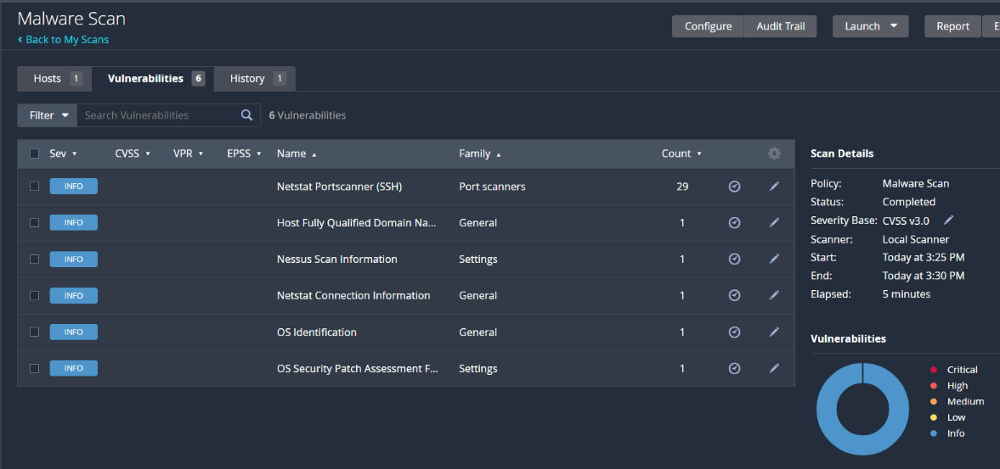 Malware Scan
Back to My Scans
Configure Audit Trail Launch Report
Hosts 1 Vulnerabilities 6 History 1
Filter Search Vulnerabilities 6 Vulnerabilities
Sev CVSS VPR EPSS Name Family Count
INFO Netstat Portscanner (SSH) Port scanners 29
INFO Host Fully Qualified Domain Na... General 1
INFO Nessus Scan Information Settings 1
INFO Netstat Connection Information General 1
INFO OS Identification General 1
INFO OS Security Patch Assessment F... Settings 1
Scan Details
Policy: Malware Scan
Status: Completed
Severity Base: CVSS v3.0
Scanner: Local Scanner
Start: Today at 3:25 PM
End: Today at 3:30 PM
Elapsed: 5 minutes
Vulnerabilities
Critical
High
Medium
Low
Info